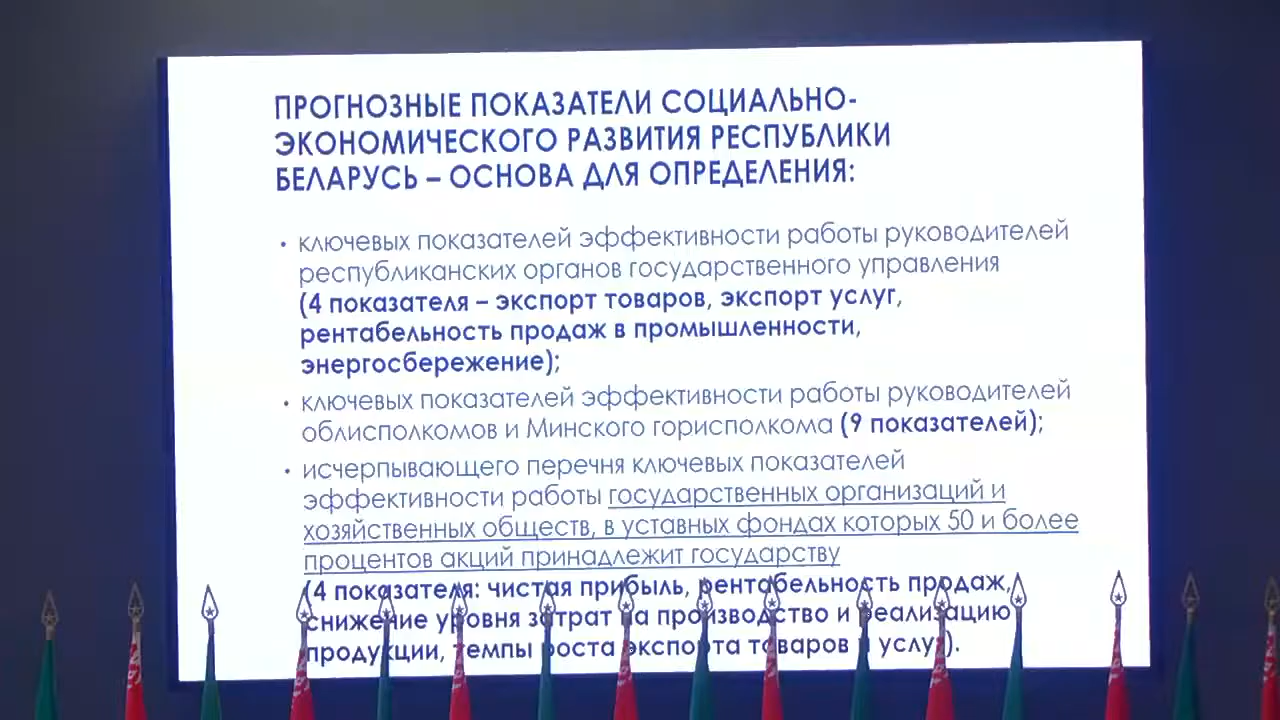 ПРОГНОЗНЫЕ ПОКАЗАТЕЛИ СОЦИАЛЬНО-
ЭКОНОМИЧЕСКОГО РАЗВИТИЯ РЕСПУБЛИКИ
БЕЛАРУСЬ – ОСНОВА ДЛЯ ОПРЕДЕЛЕНИЯ:
• ключевых показателей эффективности работы руководителей
республиканских органов государственного управления
(4 показателя – экспорт товаров, экспорт услуг,
рентабельность продаж в промышленности,
энергосбережение);
• ключевых показателей эффективности работы руководителей
облисполкомов и Минского горисполкома (9 показателей);
• исчерпывающего перечня ключевых показателей
эффективности работы государственных организаций и
хозяйственных обществ, в уставных фондах которых 50 и более
процентов акций принадлежит государству
(4 показателя: чистая прибыль, рентабельность продаж,
снижение уровня затрат на производство и реализацию
продукции, темпы роста экспорта товаров и услуг).